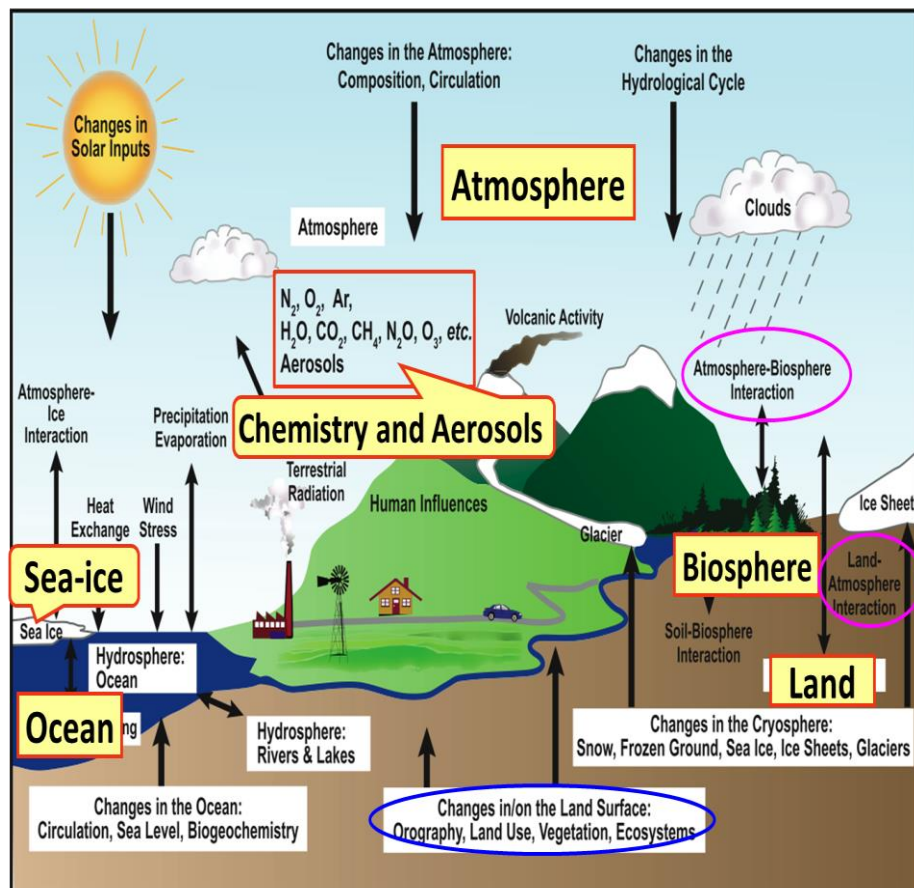 Changes in the Atmosphere:
Composition, Circulation
Changes in the
Hydrological Cycle
Changes in
Solar Inputs
Atmosphere
Clouds
Atmosphere
N₂, O₂, Ar,
H₂O, CO₂, CH₄, N₂O, O₃, etc.
Aerosols
Volcanic Activity
Atmosphere-Biosphere
Interaction
Atmosphere-
Ice
Interaction
Precipitation
Evaporation
Chemistry and Aerosols
Terrestrial
Radiation
Human Influences
Heat
Exchange
Wind
Stress
Glacier
Ice Sheet
Sea-ice
Biosphere
Land-
Atmosphere
Interaction
Sea Ice
Soil-Biosphere
Interaction
Hydrosphere:
Ocean
Land
Ocean
ng
Hydrosphere:
Rivers & Lakes
Changes in the Cryosphere:
Snow, Frozen Ground, Sea Ice, Ice Sheets, Glaciers
Changes in the Ocean:
Circulation, Sea Level, Biogeochemistry
Changes in/on the Land Surface:
Orography, Land Use, Vegetation, Ecosystems